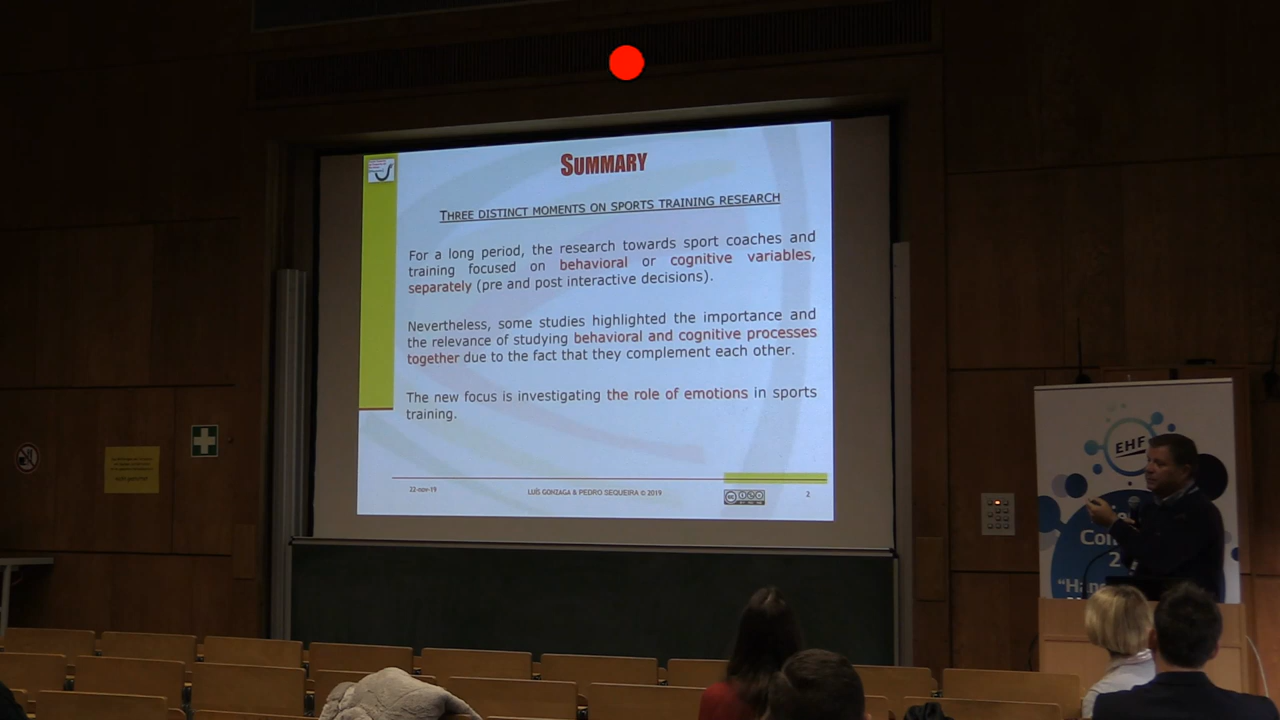 SUMMARY
THREE DISTINCT MOMENTS ON SPORTS TRAINING RESEARCH
For a long period, the research towards sport coaches and
training focused on behavioral or cognitive variables,
separately (pre and post interactive decisions).
Nevertheless, some studies highlighted the importance and
the relevance of studying behavioral and cognitive processes
together due to the fact that they complement each other.
The new focus is investigating the role of emotions in sports
training.
22-nov-19
LUÍS GONZAGA & PEDRO SEQUEIRA © 2019
2
EHF